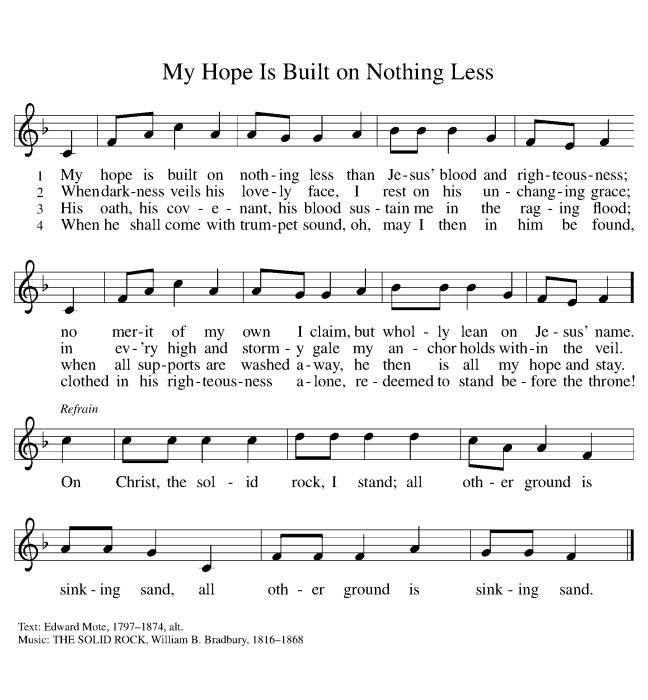 My Hope Is Built on Nothing Less
1 My hope is built on noth - ing less than Je - sus' blood and righ - teous - ness;
2 When dark - ness veils his love - ly face, I rest on his un - chang - ing grace;
3 His oath, his cov - e - nant, his blood sus - tain me in the rag - ing flood;
4 When he shall come with trum - pet sound, oh, may I then in him be found,
no mer - it of my own I claim, but whol - ly lean on Je - sus' name.
in ev - 'ry high and storm - y gale my an - chor holds with - in the veil.
when all sup - ports are washed a - way, he then is all my hope and stay.
clothed in his righ - teous - ness a - lone, re - deemed to stand be - fore the throne!
Refrain
On Christ, the sol - id rock, I stand; all oth - er ground is
sink - ing sand, all oth - er ground is sink - ing sand.
Text: Edward Mote, 1797–1874, alt.
Music: THE SOLID ROCK, William B. Bradbury, 1816–1868